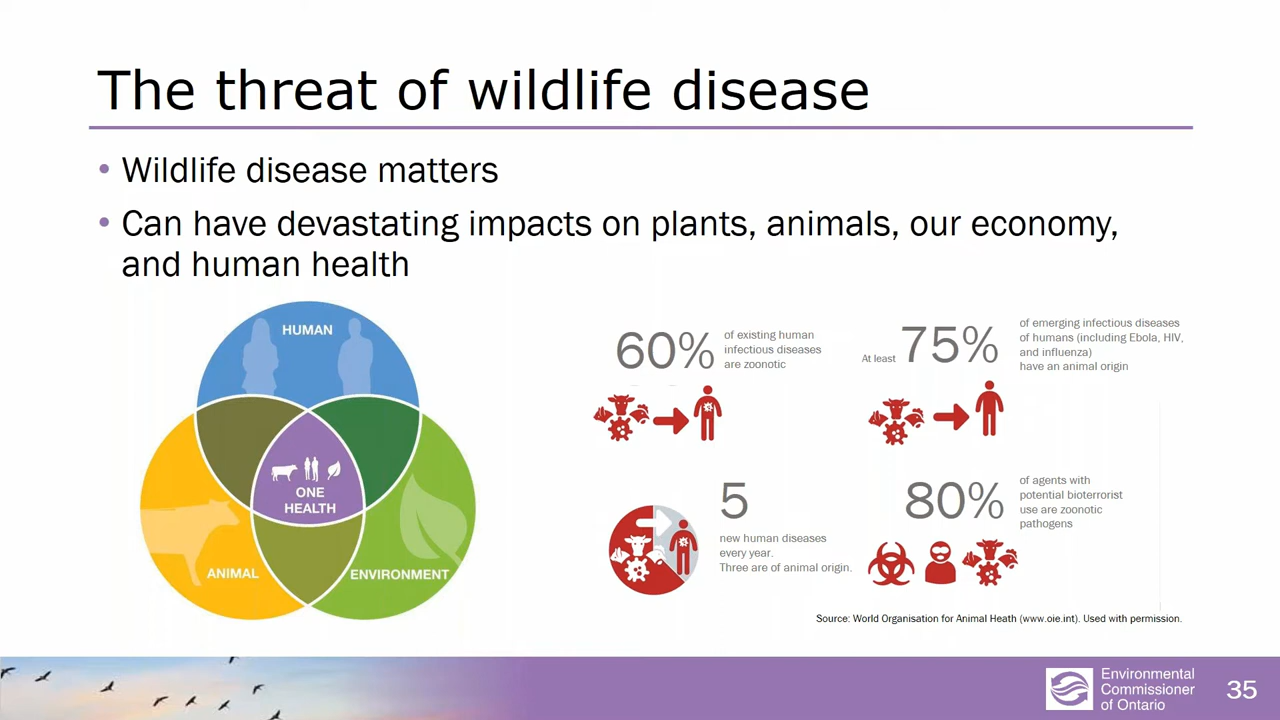 The threat of wildlife disease
• Wildlife disease matters
• Can have devastating impacts on plants, animals, our economy,
and human health
HUMAN
ONE
HEALTH
ANIMAL
ENVIRONMENT
60%
of existing human
infectious diseases
are zoonotic
At least 75%
of emerging infectious diseases
of humans (including Ebola, HIV,
and influenza)
have an animal origin
5
new human diseases
every year.
Three are of animal origin.
80%
of agents with
potential bioterrorist
use are zoonotic
pathogens
Source: World Organisation for Animal Heath (www.oie.int). Used with permission.
Environmental
Commissioner
of Ontario
35